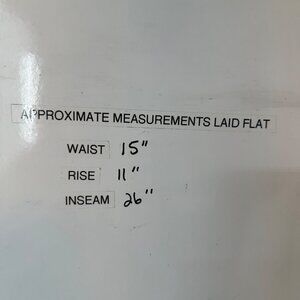 APPROXIMATE MEASUREMENTS LAID FLAT
WAIST 15"
RISE 11"
INSEAM 26"